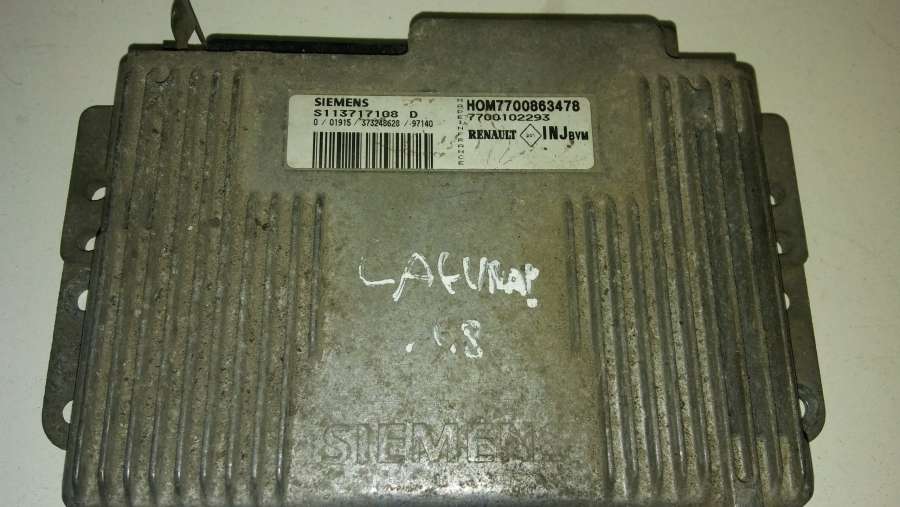 SIEMENS
S113717108 D
0 / 01915 / 373248628 / 97140
MADE IN FRANCE
HOM7700863478
7700102293
RENAULT INJ BVM
LAGUNA
1.8
SIEMENS